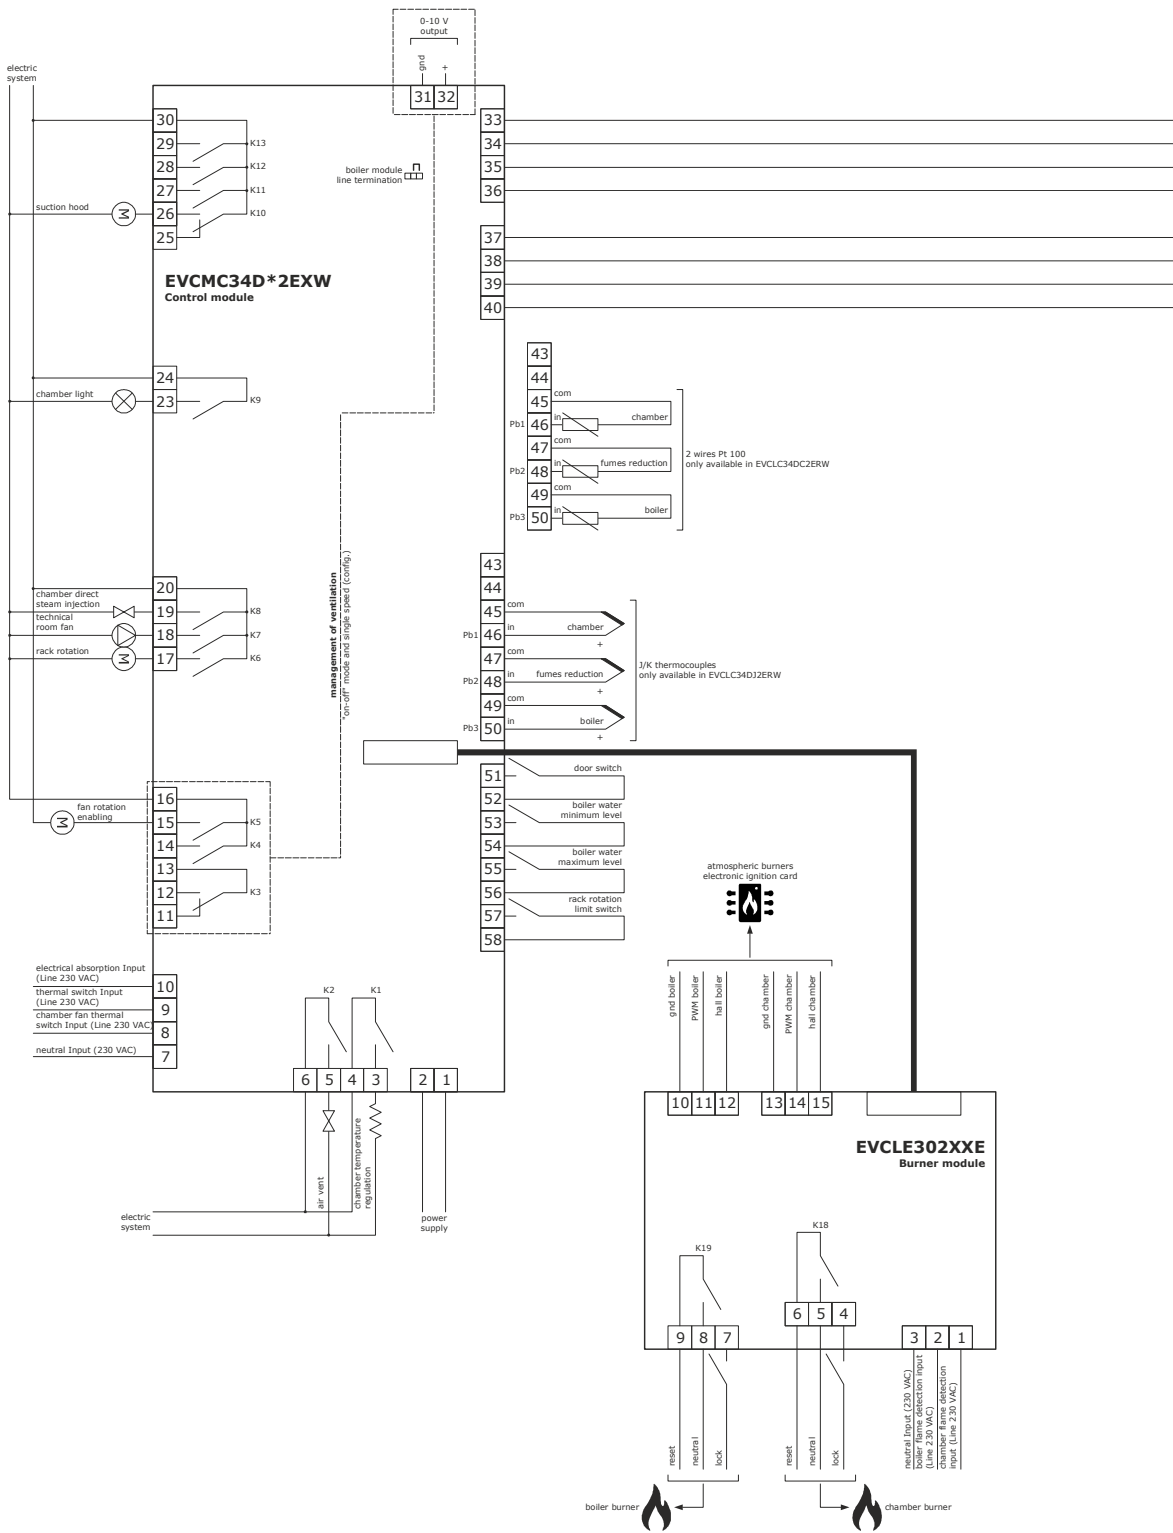 0-10 V
output
gnd
+
31 32
electric
system
30
29 K13
28 K12
27 K11
suction hood M 26 K10
25
boiler module
line termination
EVCMC34D*2EXW
Control module
33
34
35
36
37
38
39
40
24
chamber light 23 K9
43
44
45 com
Pb1 46 in chamber
47 com
Pb2 48 in fumes reduction
49 com
Pb3 50 in boiler
2 wires Pt 100
only available in EVCLC34DC2ERW
management of ventilation
"on-off" mode and single speed (config.)
20
chamber direct
steam injection 19 K8
technical
room fan 18 K7
rack rotation M 17 K6
43
44
45 com
Pb1 46 in chamber
+
47 com
Pb2 48 in fumes reduction
+
49 com
Pb3 50 in boiler
+
J/K thermocouples
only available in EVCLC34DJ2ERW
16
fan rotation
enabling
M 15 K5
14 K4
13
12 K3
11
51 door switch
52
boiler water
minimum level
53
54
boiler water
maximum level
55
56
rack rotation
limit switch
57
58
electrical absorption Input
(Line 230 VAC) 10
thermal switch Input
(Line 230 VAC) 9
chamber fan thermal
switch Input (Line 230 VAC) 8
neutral Input (230 VAC) 7
K2 K1
6 5 4 3 2 1
air vent
chamber temperature
regulation
electric
system
power
supply
atmospheric burners
electronic ignition card
gnd boiler
PWM boiler
hall boiler
gnd chamber
PWM chamber
hall chamber
10 11 12 13 14 15
EVCLE302XXE
Burner module
K19
K18
6 5 4
9 8 7
3 2 1
reset
neutral
lock
reset
neutral
lock
neutral Input (230 VAC)
boiler flame detection input
(Line 230 VAC)
chamber flame detection
input (Line 230 VAC)
boiler burner
chamber burner